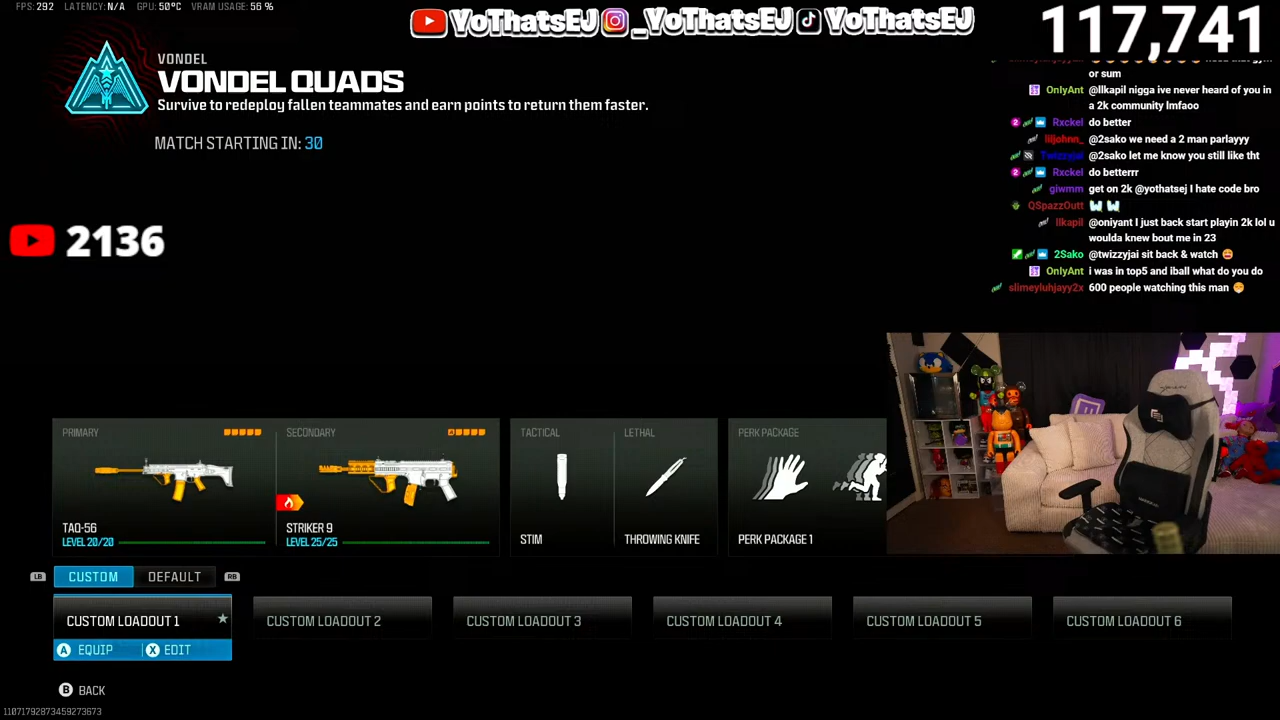 FPS: 292 LATENCY: N/A GPU: 50°C VRAM USAGE: 56 %
YoThatsEJ _YoThatsEJ YoThatsEJ
117,741
VONDEL
VONDEL QUADS
Survive to redeploy fallen teammates and earn points to return them faster.
MATCH STARTING IN: 30
2136
or sum
OnlyAnt @llkapil nigga ive never heard of you in
a 2k community lmfaoo
Rxckel do better
liljohnn_ @2sako we need a 2 man parlayyy
Twizzyjai @2sako let me know you still like tht
Rxckel do betterrr
giwmm get on 2k @yothatsej I hate code bro
QSpazzOutt
llkapil @oniyant I just back start playin 2k lol u
woulda knew bout me in 23
2Sako @twizzyjai sit back & watch
OnlyAnt i was in top5 and iball what do you do
slimeyluhjayy2x 600 people watching this man
PRIMARY
SECONDARY
TACTICAL
LETHAL
PERK PACKAGE
TAQ-56
LEVEL 20/20
STRIKER 9
LEVEL 25/25
STIM
THROWING KNIFE
PERK PACKAGE 1
LB CUSTOM DEFAULT RB
CUSTOM LOADOUT 1
CUSTOM LOADOUT 2
CUSTOM LOADOUT 3
CUSTOM LOADOUT 4
CUSTOM LOADOUT 5
CUSTOM LOADOUT 6
A EQUIP X EDIT
B BACK
11071792873459273673